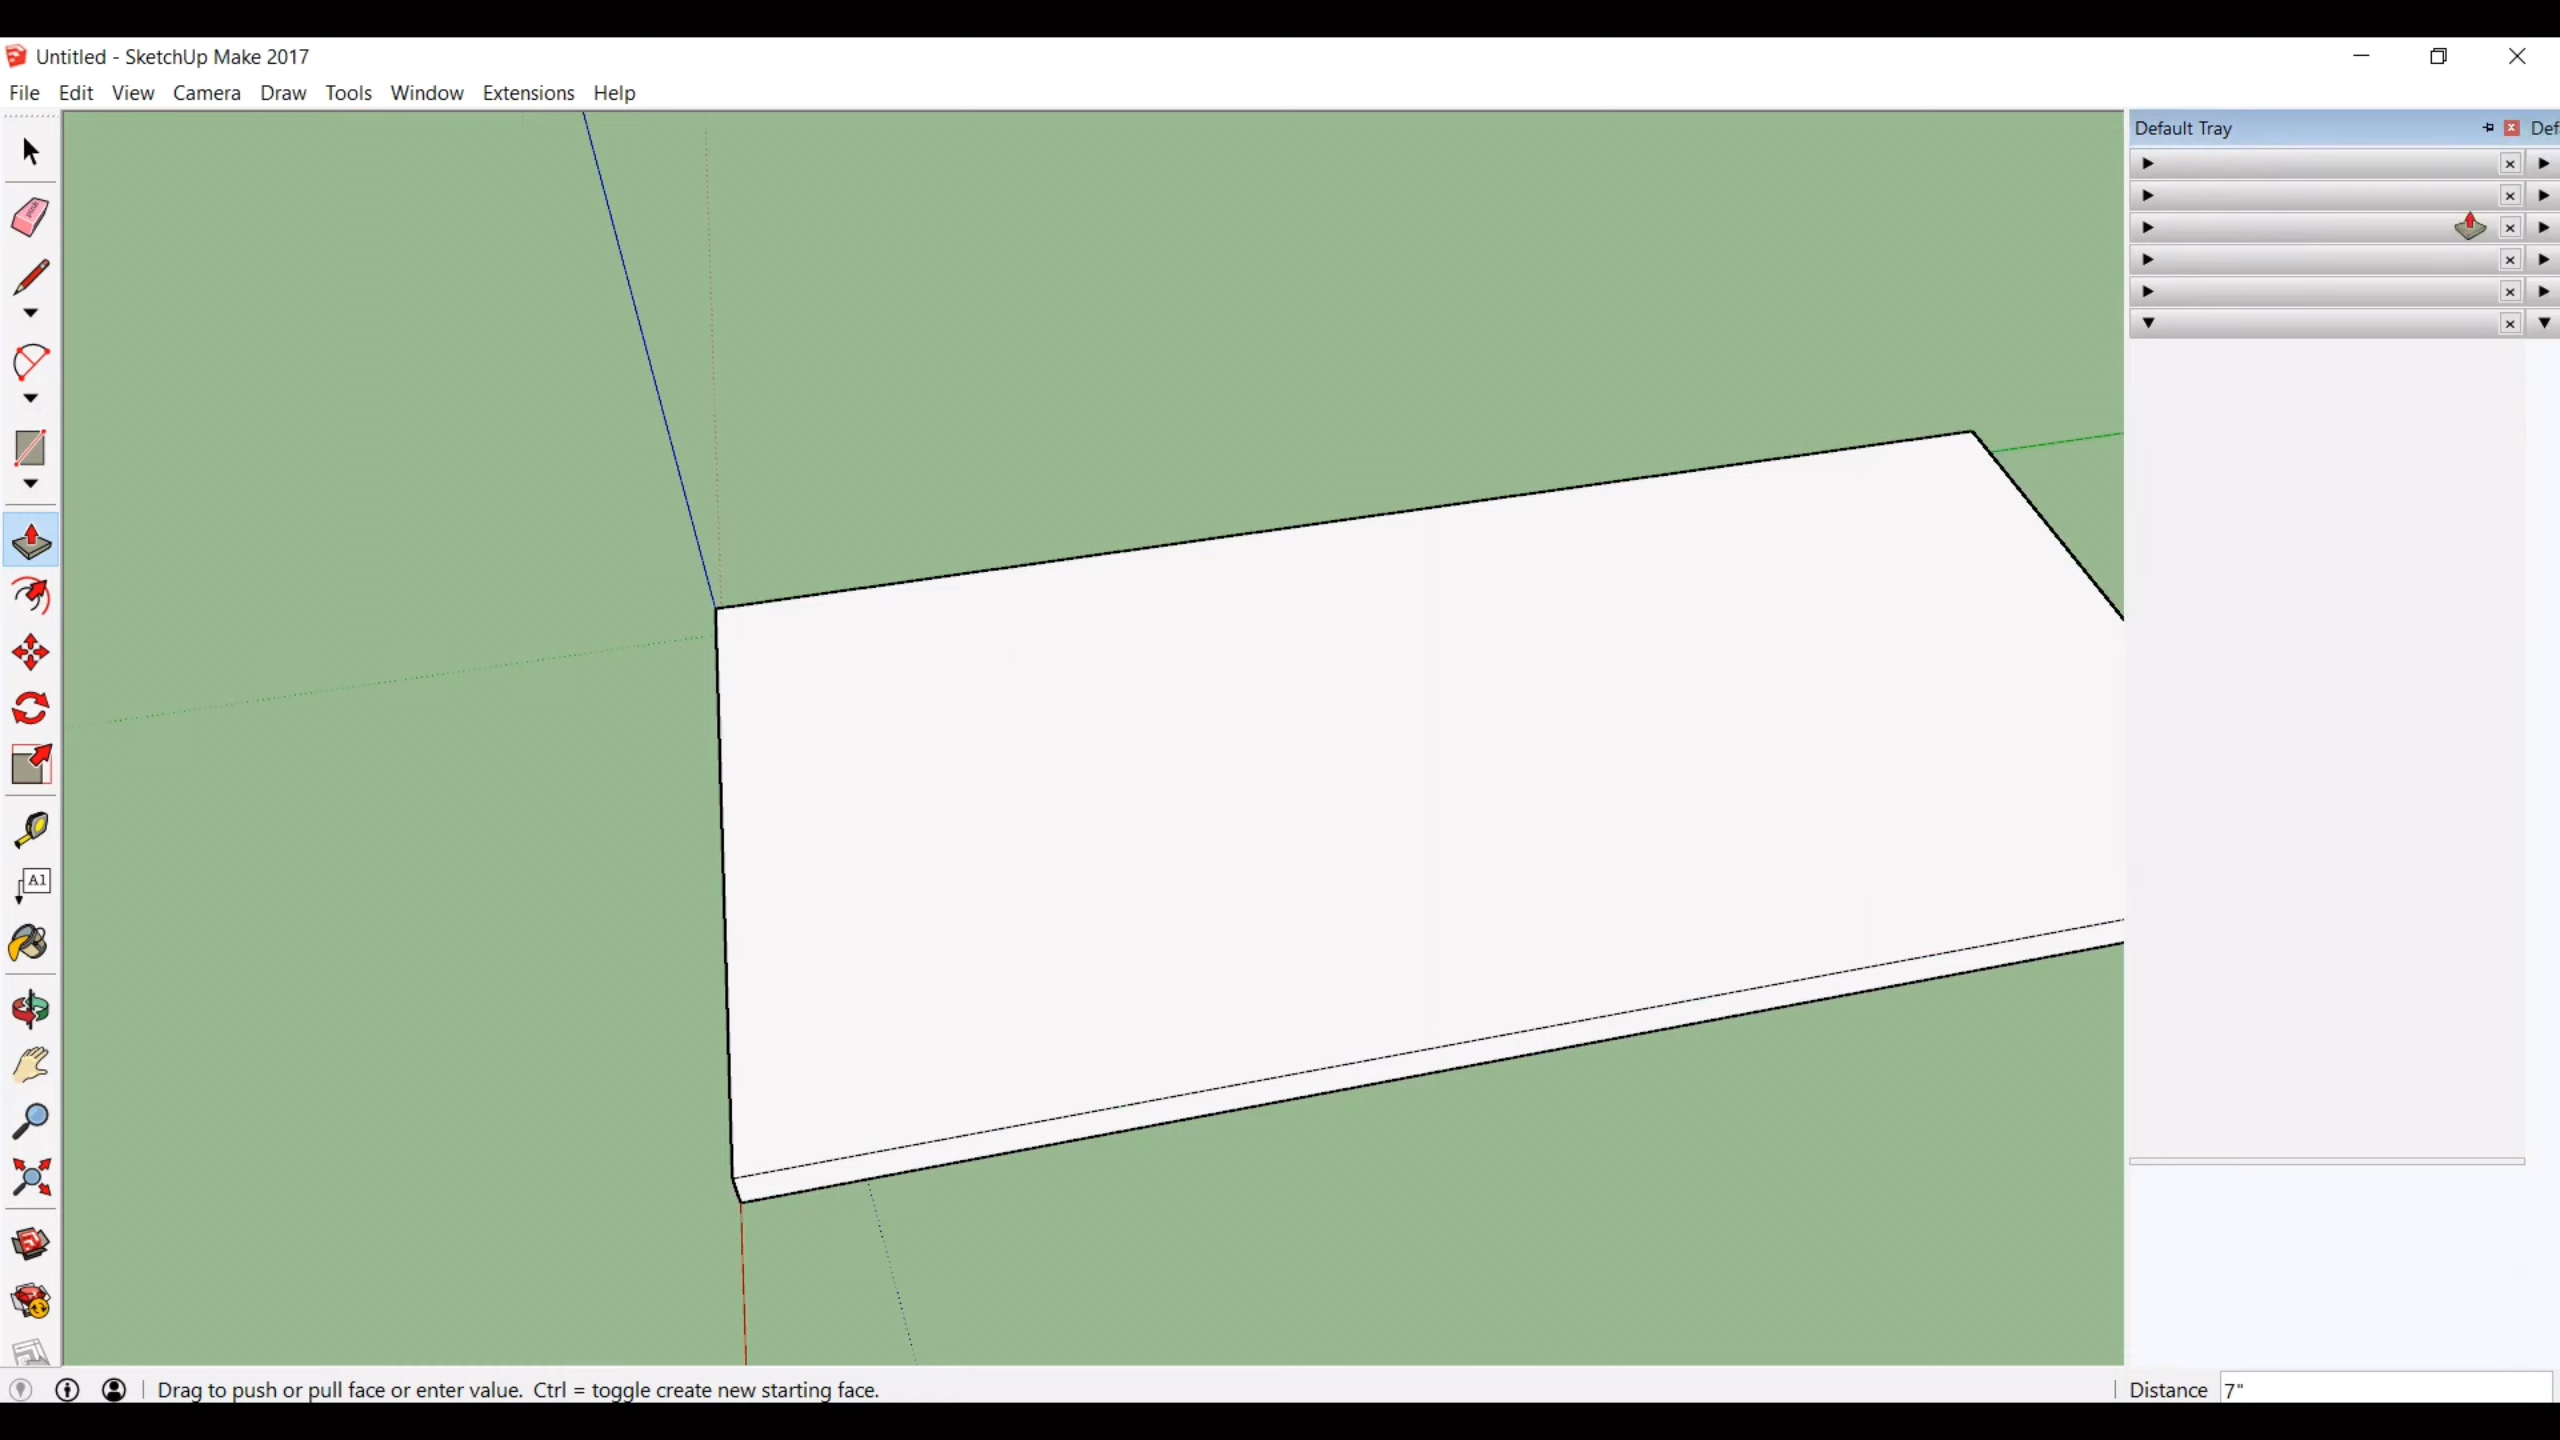 Untitled - SketchUp Make 2017
File Edit View Camera Draw Tools Window Extensions Help
Default Tray
Def
A1
Drag to push or pull face or enter value. Ctrl = toggle create new starting face.
Distance 7"